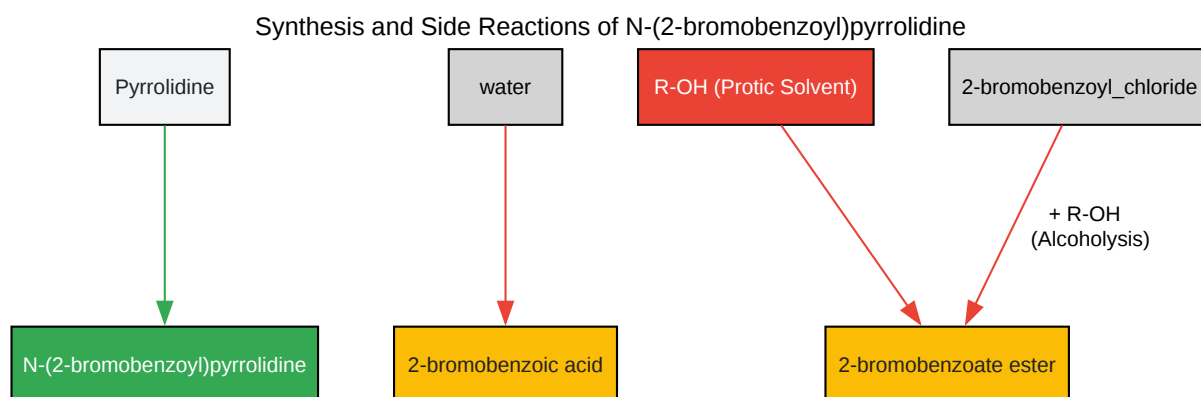 Synthesis and Side Reactions of N-(2-bromobenzoyl)pyrrolidine
Pyrrolidine
water
R-OH (Protic Solvent)
2-bromobenzoyl_chloride
+ R-OH
(Alcoholysis)
N-(2-bromobenzoyl)pyrrolidine
2-bromobenzoic acid
2-bromobenzoate ester